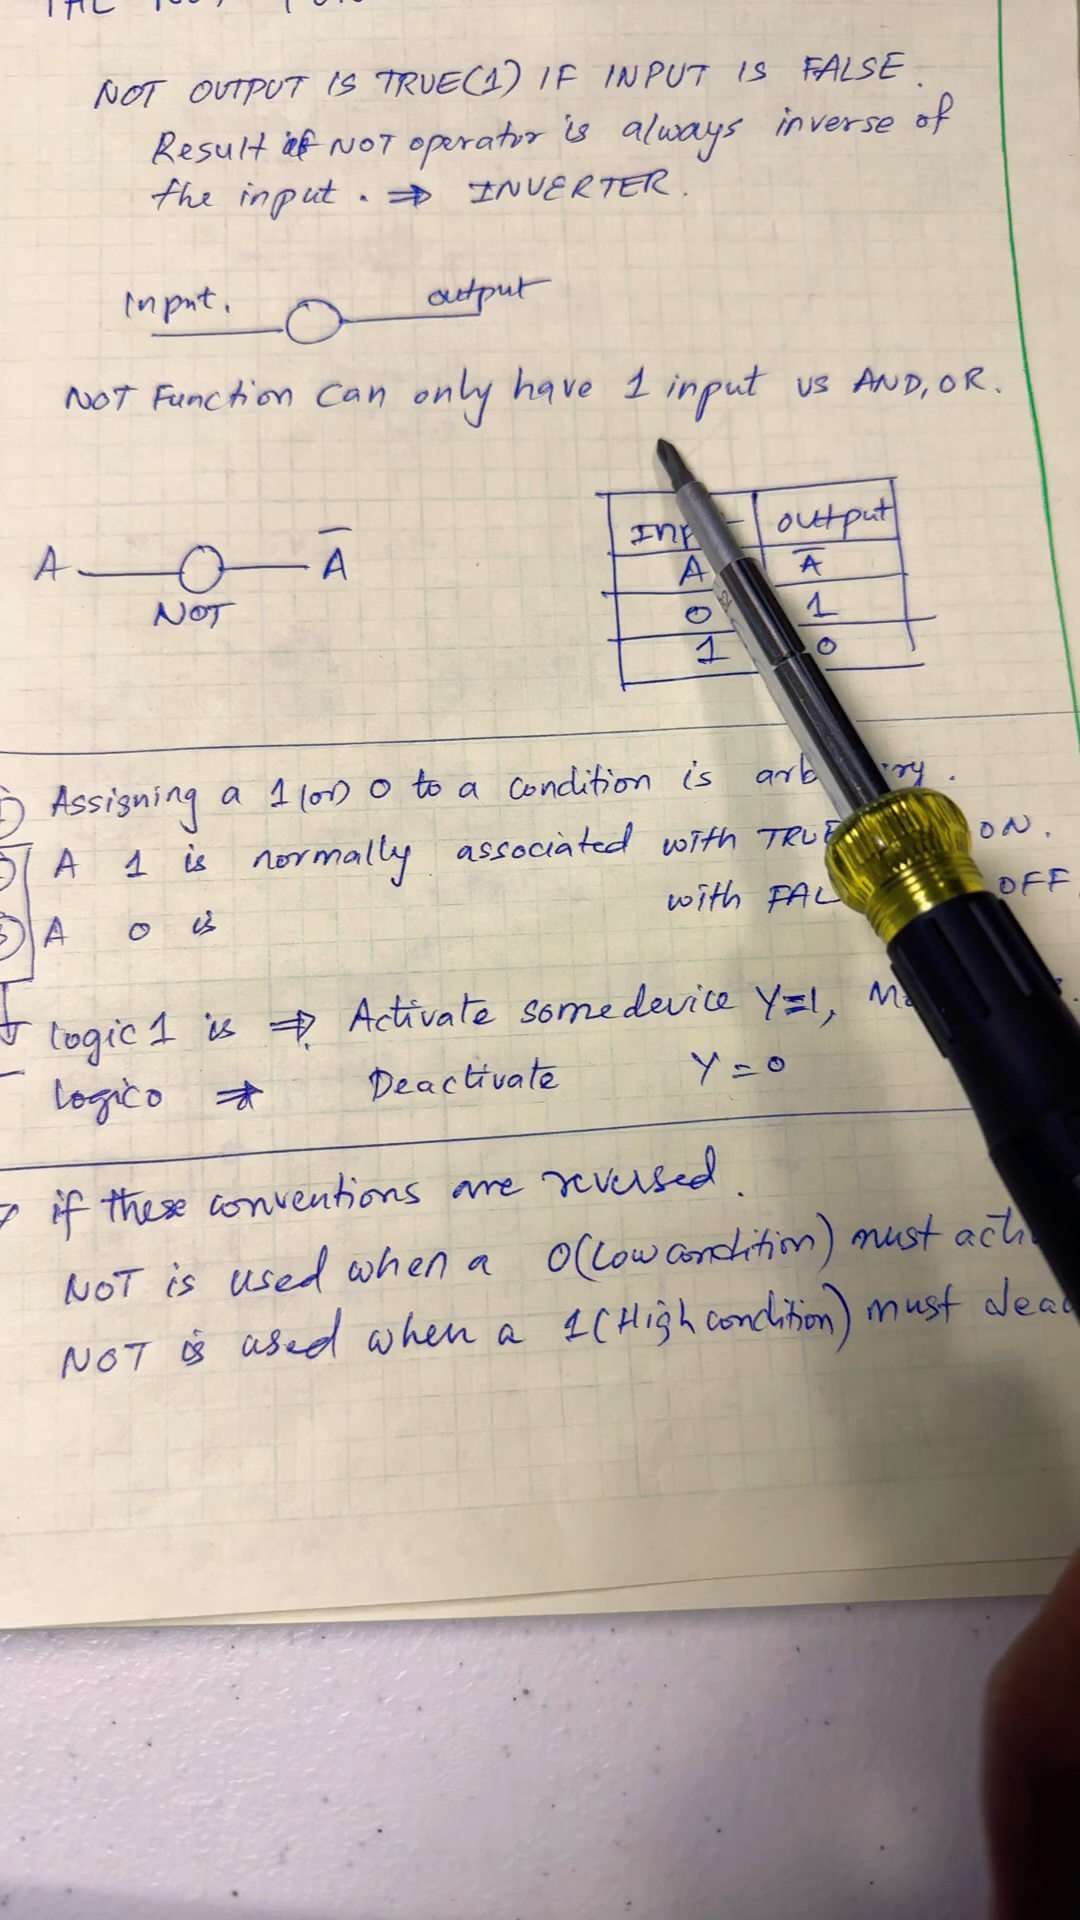 NOT OUTPUT IS TRUE(1) IF INPUT IS FALSE.
Result of NOT operator is always inverse of
the input. ⇒ INVERTER.
Input. output
NOT Function can only have 1 input vs AND, OR.
A NOT Ā
output
A Ā
0 1
1 0
Assigning a 1 (or) 0 to a condition is
A 1 is normally associated with ON.
A 0 is with OFF
logic 1 is ⇒ Activate some device Y=1,
logic 0 ⇒ Deactivate Y=0
if these conventions are reversed.
NOT is used when a 0(Low condition) must
NOT is used when a 1(High condition) must